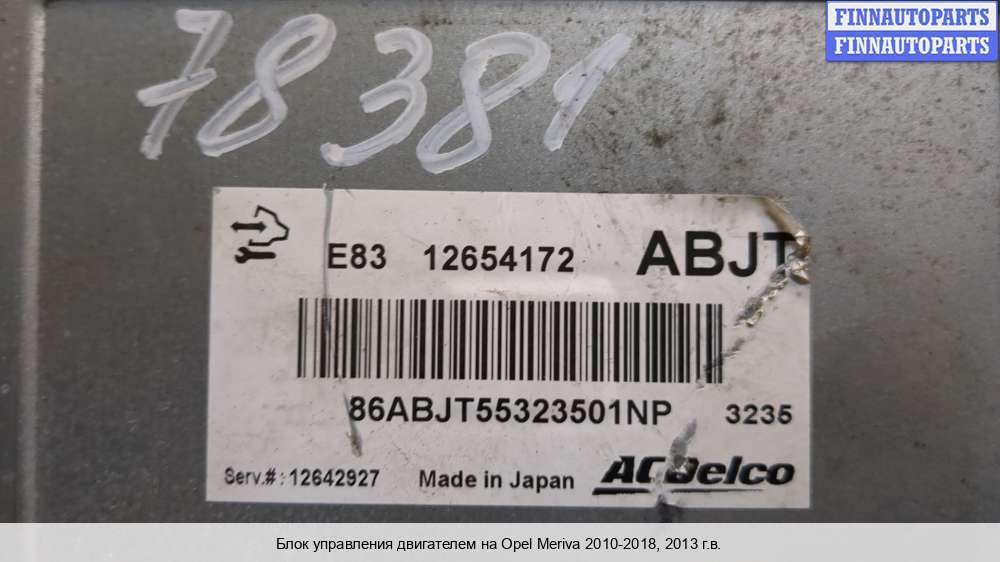 FINNAUTOPARTS
FINNAUTOPARTS
78381
E83 12654172 ABJT
86ABJT55323501NP 3235
Serv.#: 12642927 Made in Japan ACDelco
Блок управления двигателем на Opel Meriva 2010-2018, 2013 г.в.